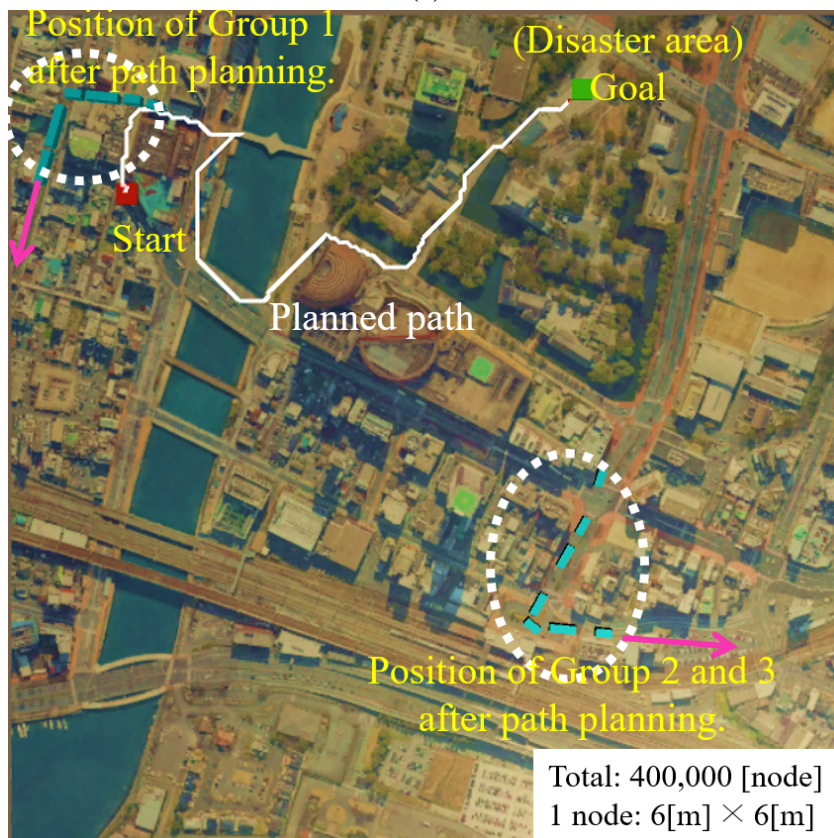 Position of Group 1
after path planning.
(Disaster area)
Goal
Start
Planned path
Position of Group 2 and 3
after path planning.
Total: 400,000 [node]
1 node: 6[m] × 6[m]